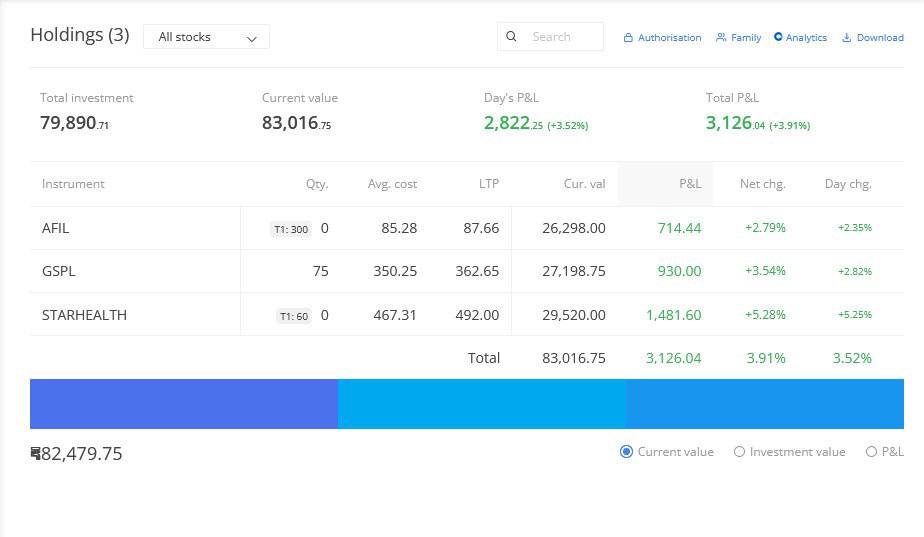 Holdings (3) All stocks Search Authorisation Family Analytics Download
Total investment Current value Day's P&L Total P&L
79,890.71 83,016.75 2,822.25 (+3.52%) 3,126.04 (+3.91%)
Instrument Qty. Avg. cost LTP Cur. val P&L Net chg. Day chg.
AFIL T1: 300 0 85.28 87.66 26,298.00 714.44 +2.79% +2.35%
GSPL 75 350.25 362.65 27,198.75 930.00 +3.54% +2.82%
STARHEALTH T1: 60 0 467.31 492.00 29,520.00 1,481.60 +5.28% +5.25%
Total 83,016.75 3,126.04 3.91% 3.52%
82,479.75 Current value Investment value P&L